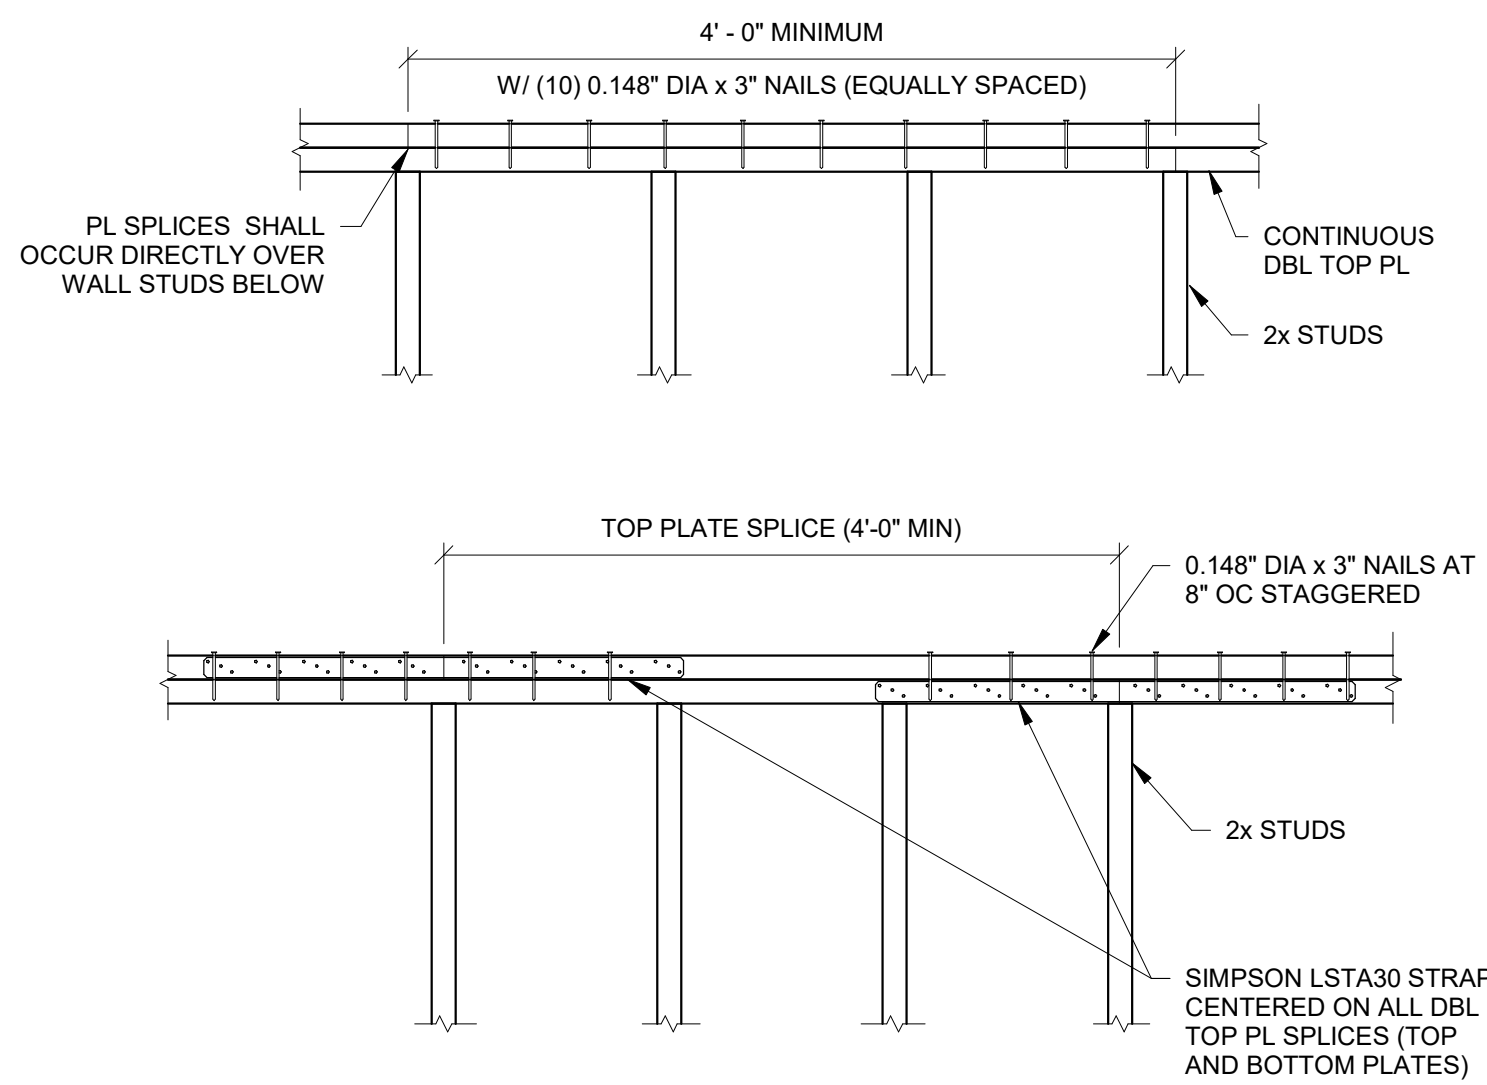 4' - 0" MINIMUM
W/ (10) 0.148" DIA x 3" NAILS (EQUALLY SPACED)
PL SPLICES SHALL
OCCUR DIRECTLY OVER
WALL STUDS BELOW
CONTINUOUS
DBL TOP PL
2x STUDS
TOP PLATE SPLICE (4'-0" MIN)
0.148" DIA x 3" NAILS AT
8" OC STAGGERED
2x STUDS
SIMPSON LSTA30 STRAP
CENTERED ON ALL DBL
TOP PL SPLICES (TOP
AND BOTTOM PLATES)